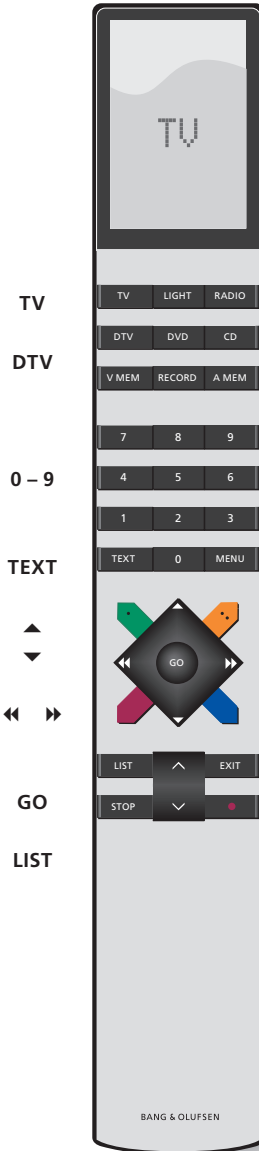 TV
TV LIGHT RADIO
TV
DTV DVD CD
DTV
V MEM RECORD A MEM
7 8 9
4 5 6
0 – 9
1 2 3
TEXT 0 MENU
TEXT
GO
LIST EXIT
STOP
GO
LIST
BANG & OLUFSEN